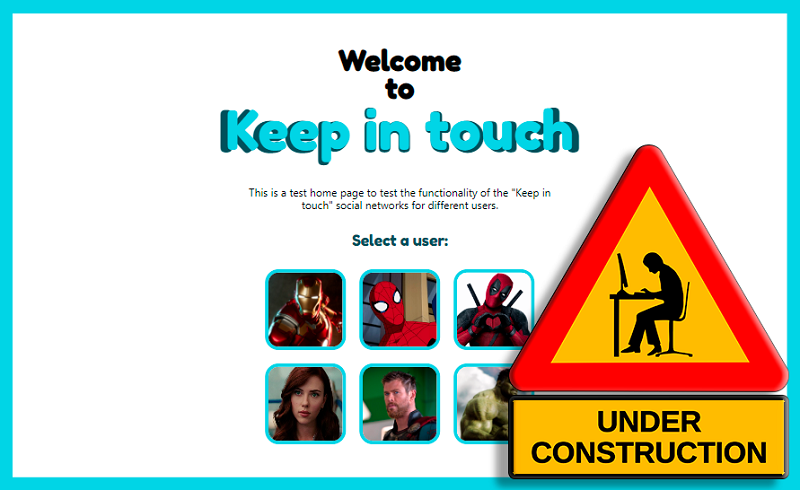 Welcome
to
Keep in touch
This is a test home page to test the functionality of the "Keep in
touch" social networks for different users.
Select a user:
UNDER
CONSTRUCTION